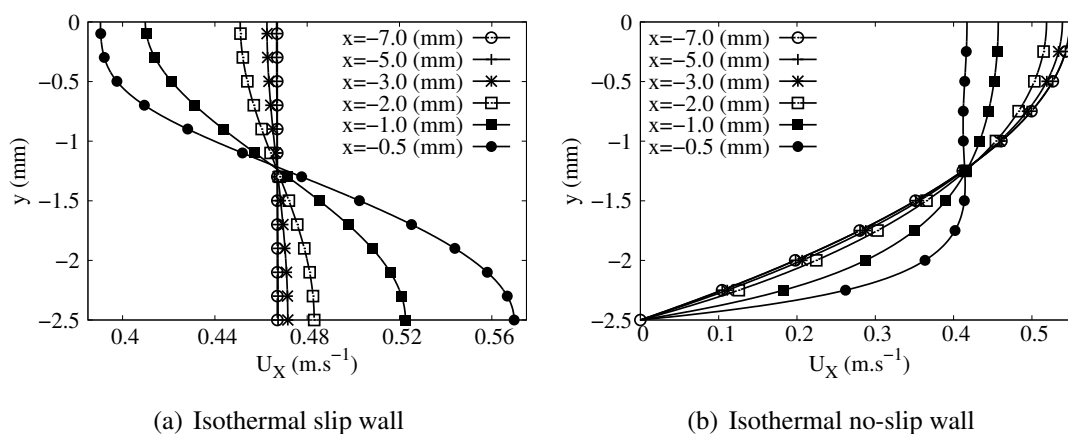 0
−0.5
−1
−1.5
−2
−2.5
0.4 0.44 0.48 0.52 0.56
y (mm)
U_X (m.s⁻¹)
x=−7.0 (mm)
x=−5.0 (mm)
x=−3.0 (mm)
x=−2.0 (mm)
x=−1.0 (mm)
x=−0.5 (mm)
(a) Isothermal slip wall
0
−0.5
−1
−1.5
−2
−2.5
0 0.1 0.2 0.3 0.4 0.5
y (mm)
U_X (m.s⁻¹)
x=−7.0 (mm)
x=−5.0 (mm)
x=−3.0 (mm)
x=−2.0 (mm)
x=−1.0 (mm)
x=−0.5 (mm)
(b) Isothermal no-slip wall